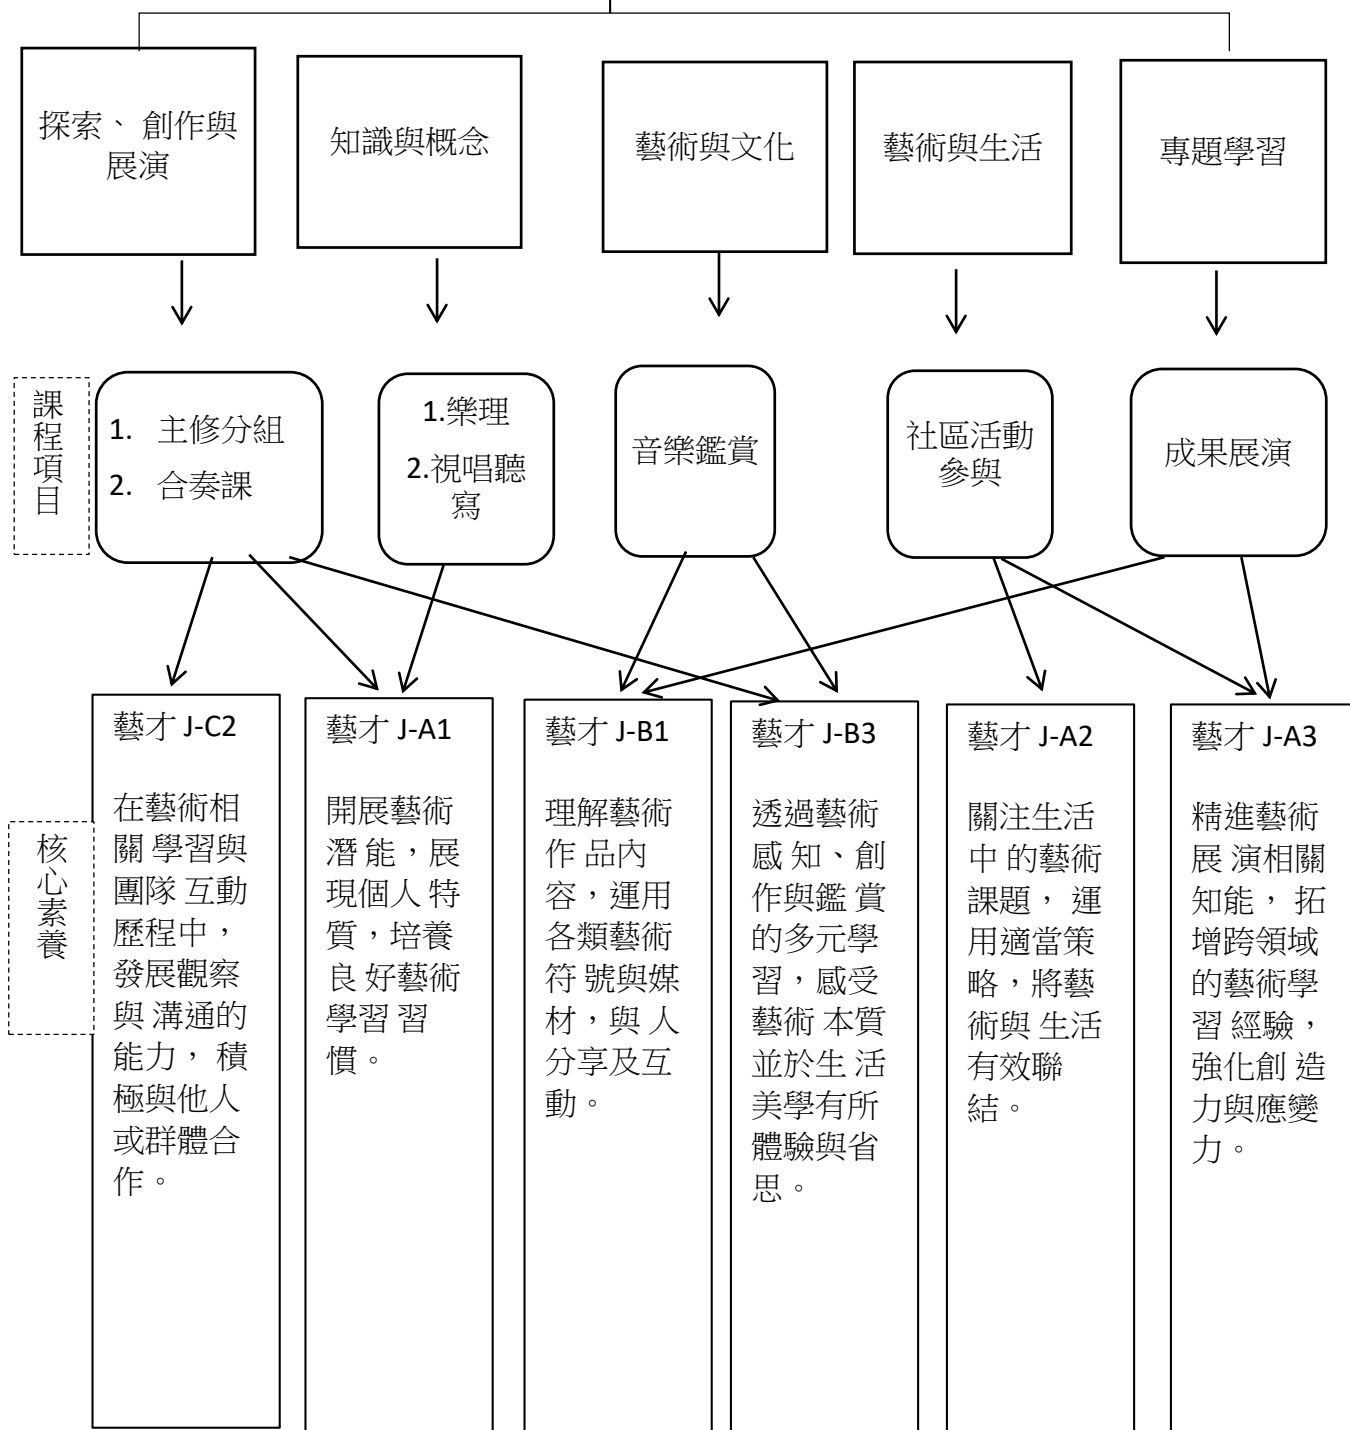 探索、 創作與
展演
知識與概念
藝術與文化
藝術與生活
專題學習
課程項目
1. 主修分組
2. 合奏課
1.樂理
2.視唱聽
寫
音樂鑑賞
社區活動
參與
成果展演
核心素養
藝才 J-C2
在藝術相
關 學習與
團隊 互動
歷程中，
發展觀察
與 溝通的
能力， 積
極與他人
或群體合
作。
藝才 J-A1
開展藝術
潛 能，展
現個人 特
質，培養
良 好藝術
學習 習
慣。
藝才 J-B1
理解藝術
作 品內
容，運用
各類藝術
符 號與媒
材，與 人
分享及互
動。
藝才 J-B3
透過藝術
感 知、創
作與鑑 賞
的多元學
習，感受
藝術 本質
並於生 活
美學有所
體驗與省
思。
藝才 J-A2
關注生活
中 的藝術
課題， 運
用適當策
略，將藝
術與 生活
有效聯
結。
藝才 J-A3
精進藝術
展 演相關
知能， 拓
增跨領域
的藝術學
習 經驗，
強化創 造
力與應變
力。